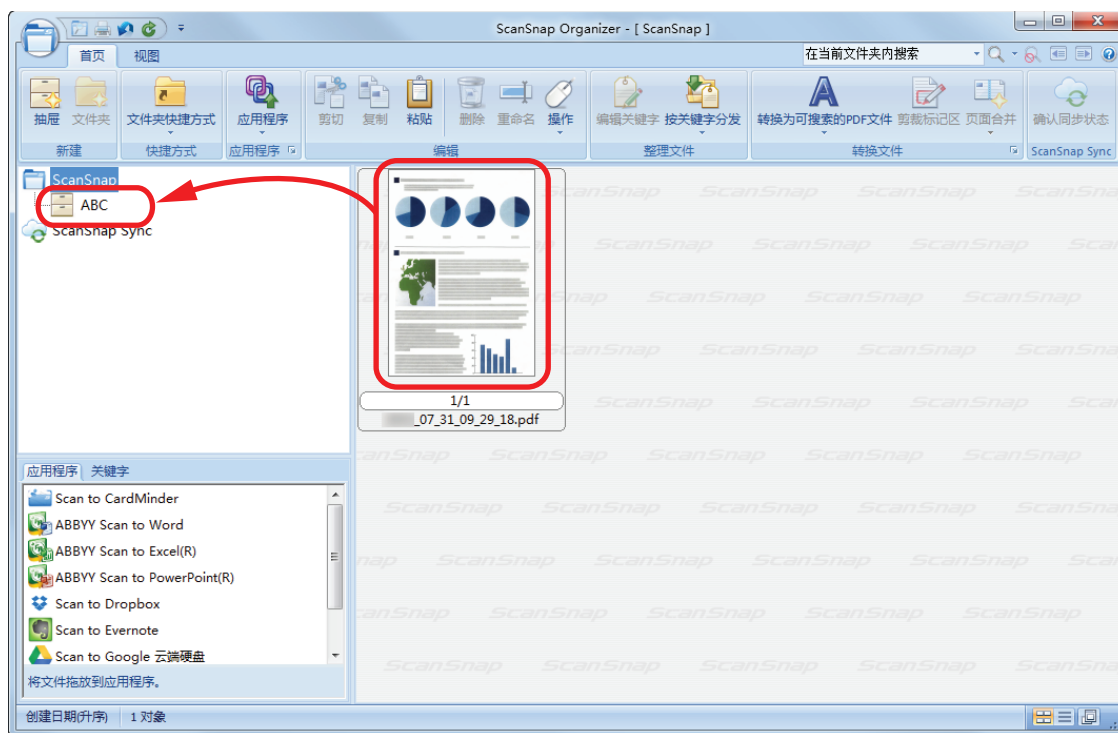 ScanSnap Organizer - [ ScanSnap ]
首页 视图 在当前文件夹内搜索
抽屉 文件夹 文件夹快捷方式 应用程序 剪切 复制 粘贴 删除 重命名 操作 编辑关键字 按关键字分发 转换为可搜索的PDF文件 剪裁标记区 页面合并 确认同步状态
新建 快捷方式 应用程序 编辑 整理文件 转换文件 ScanSnap Sync
ScanSnap
ABC
ScanSnap Sync
1/1
_07_31_09_29_18.pdf
应用程序 关键字
Scan to CardMinder
ABBYY Scan to Word
ABBYY Scan to Excel(R)
ABBYY Scan to PowerPoint(R)
Scan to Dropbox
Scan to Evernote
Scan to Google 云端硬盘
将文件拖放到应用程序。
创建日期(升序) 1 对象